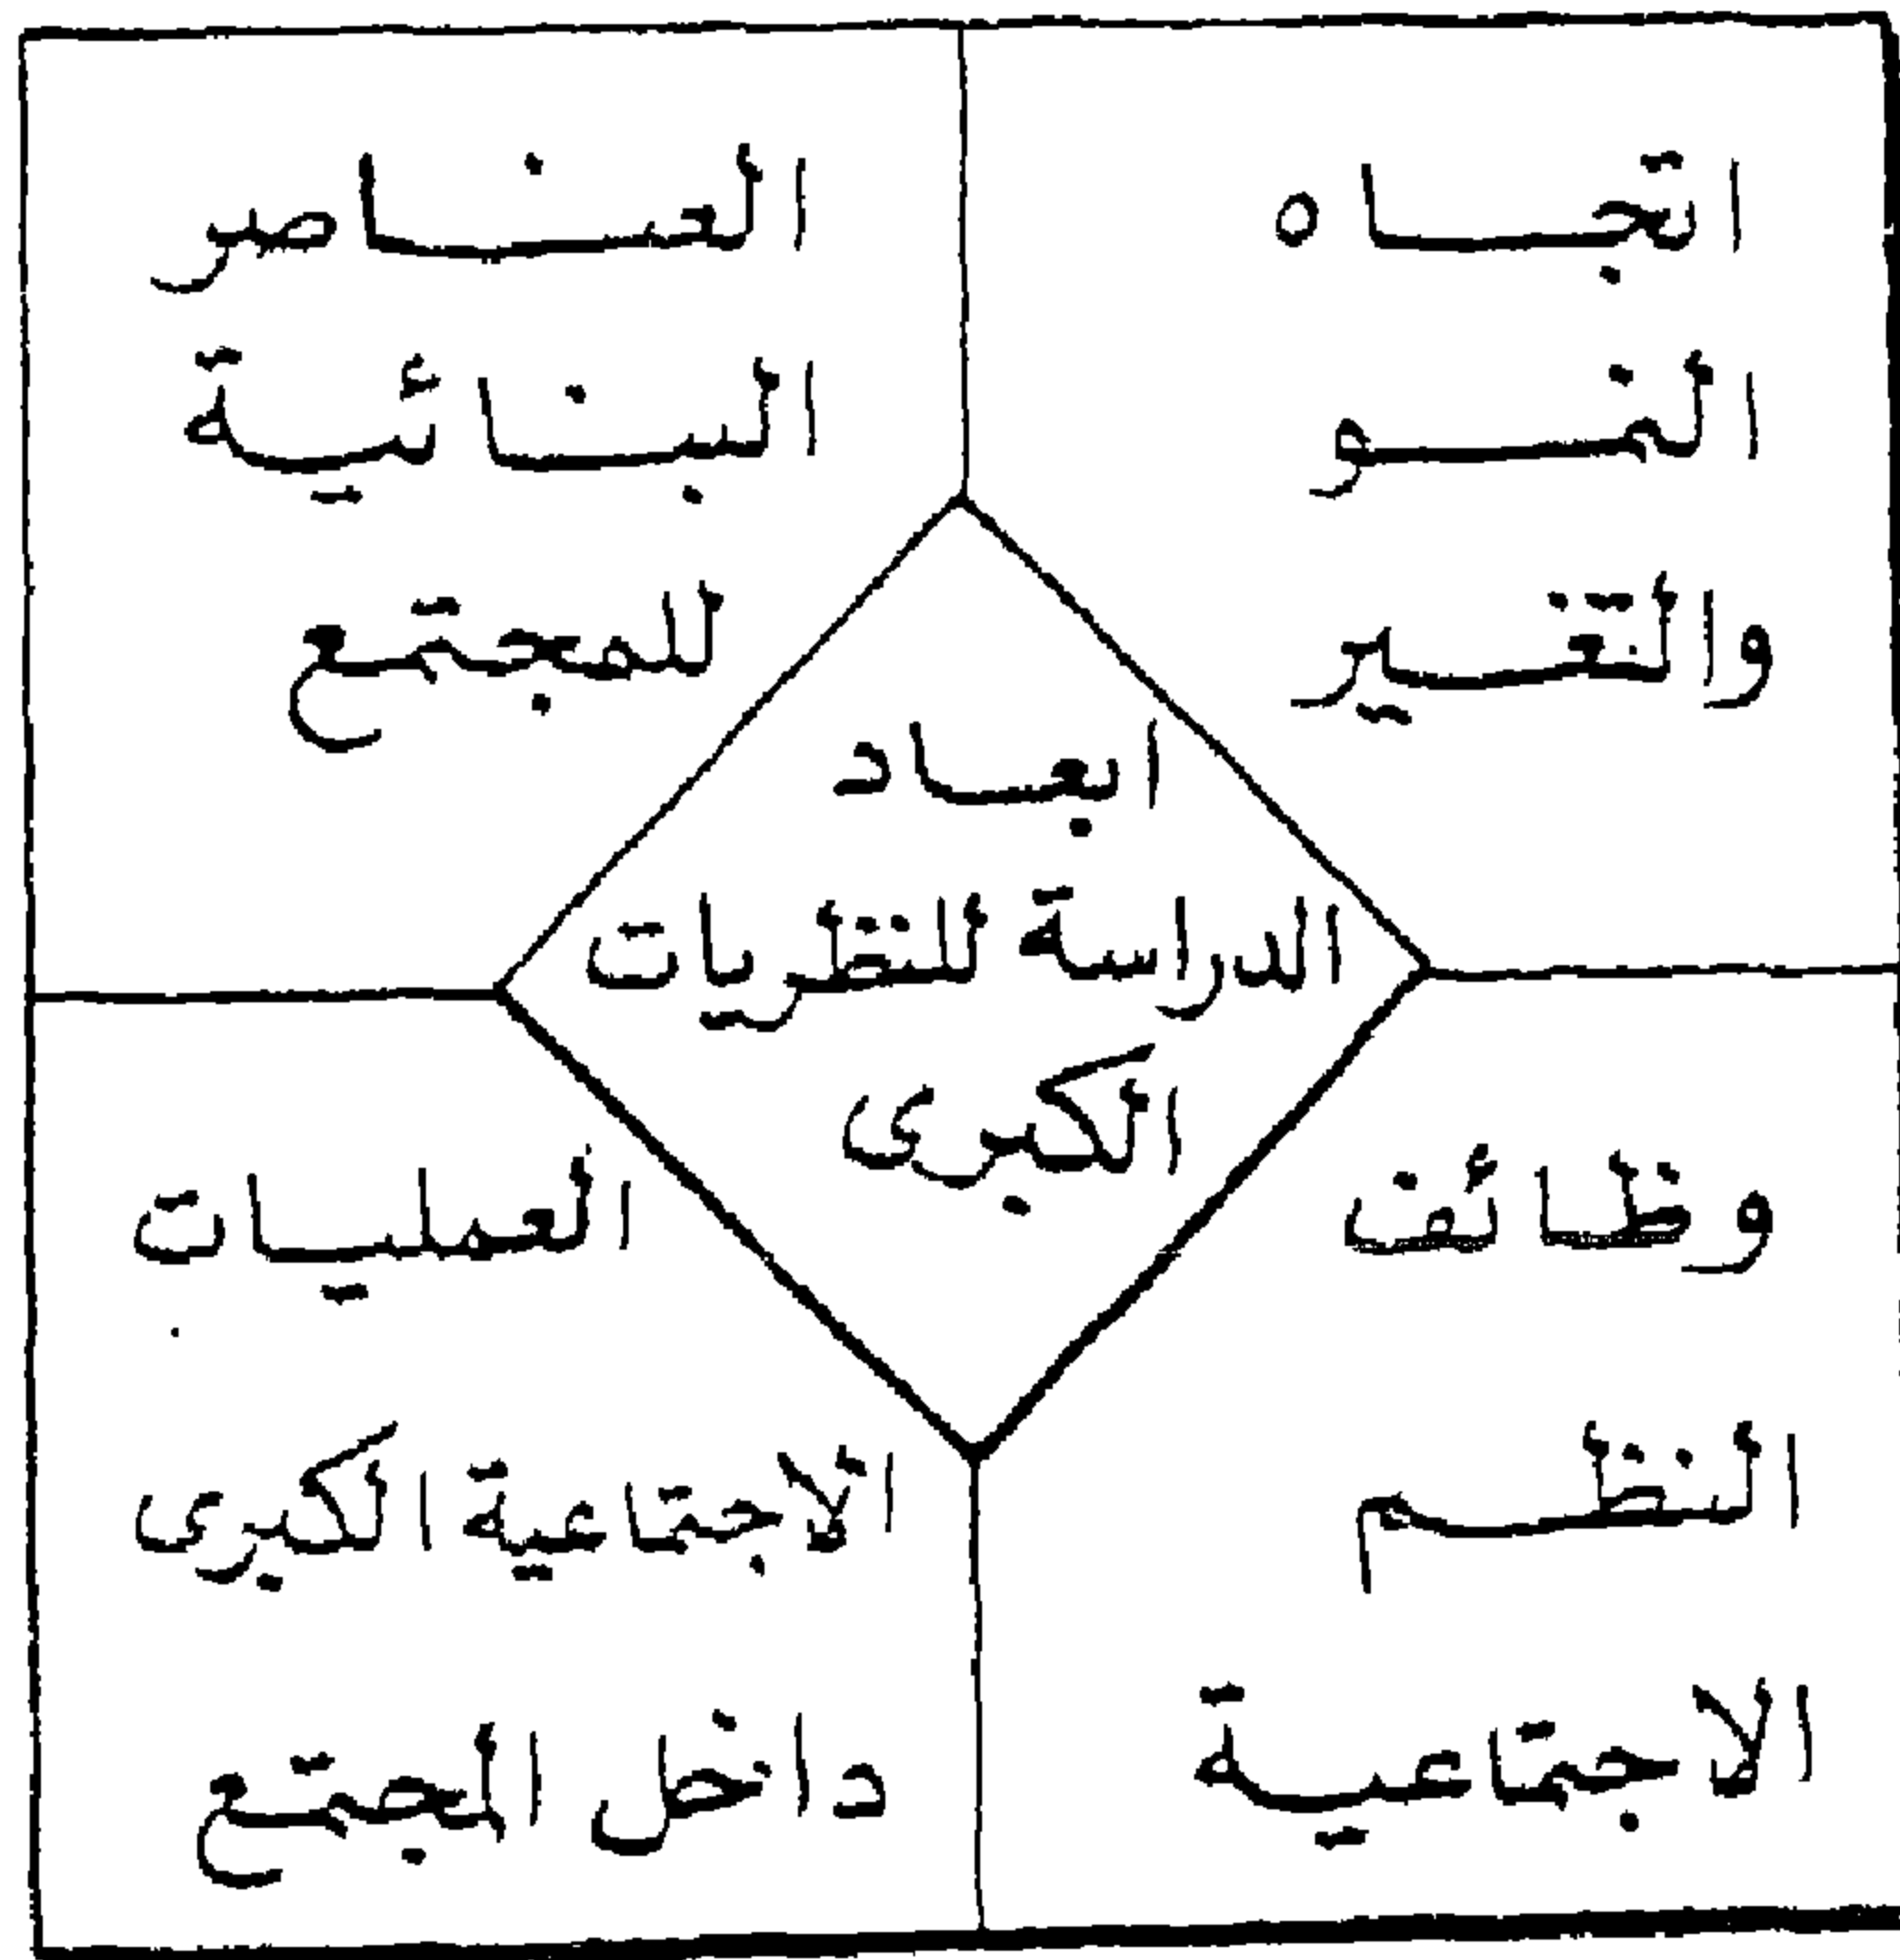 اتجاه
النمو
والتغير
العناصر
البنائية
للمجتمع
ابعاد
الدراسة للنظريات
الكبرى
وظائف
النظم
الاجتماعية
العمليات
الاجتماعية الكبرى
داخل المجتمع